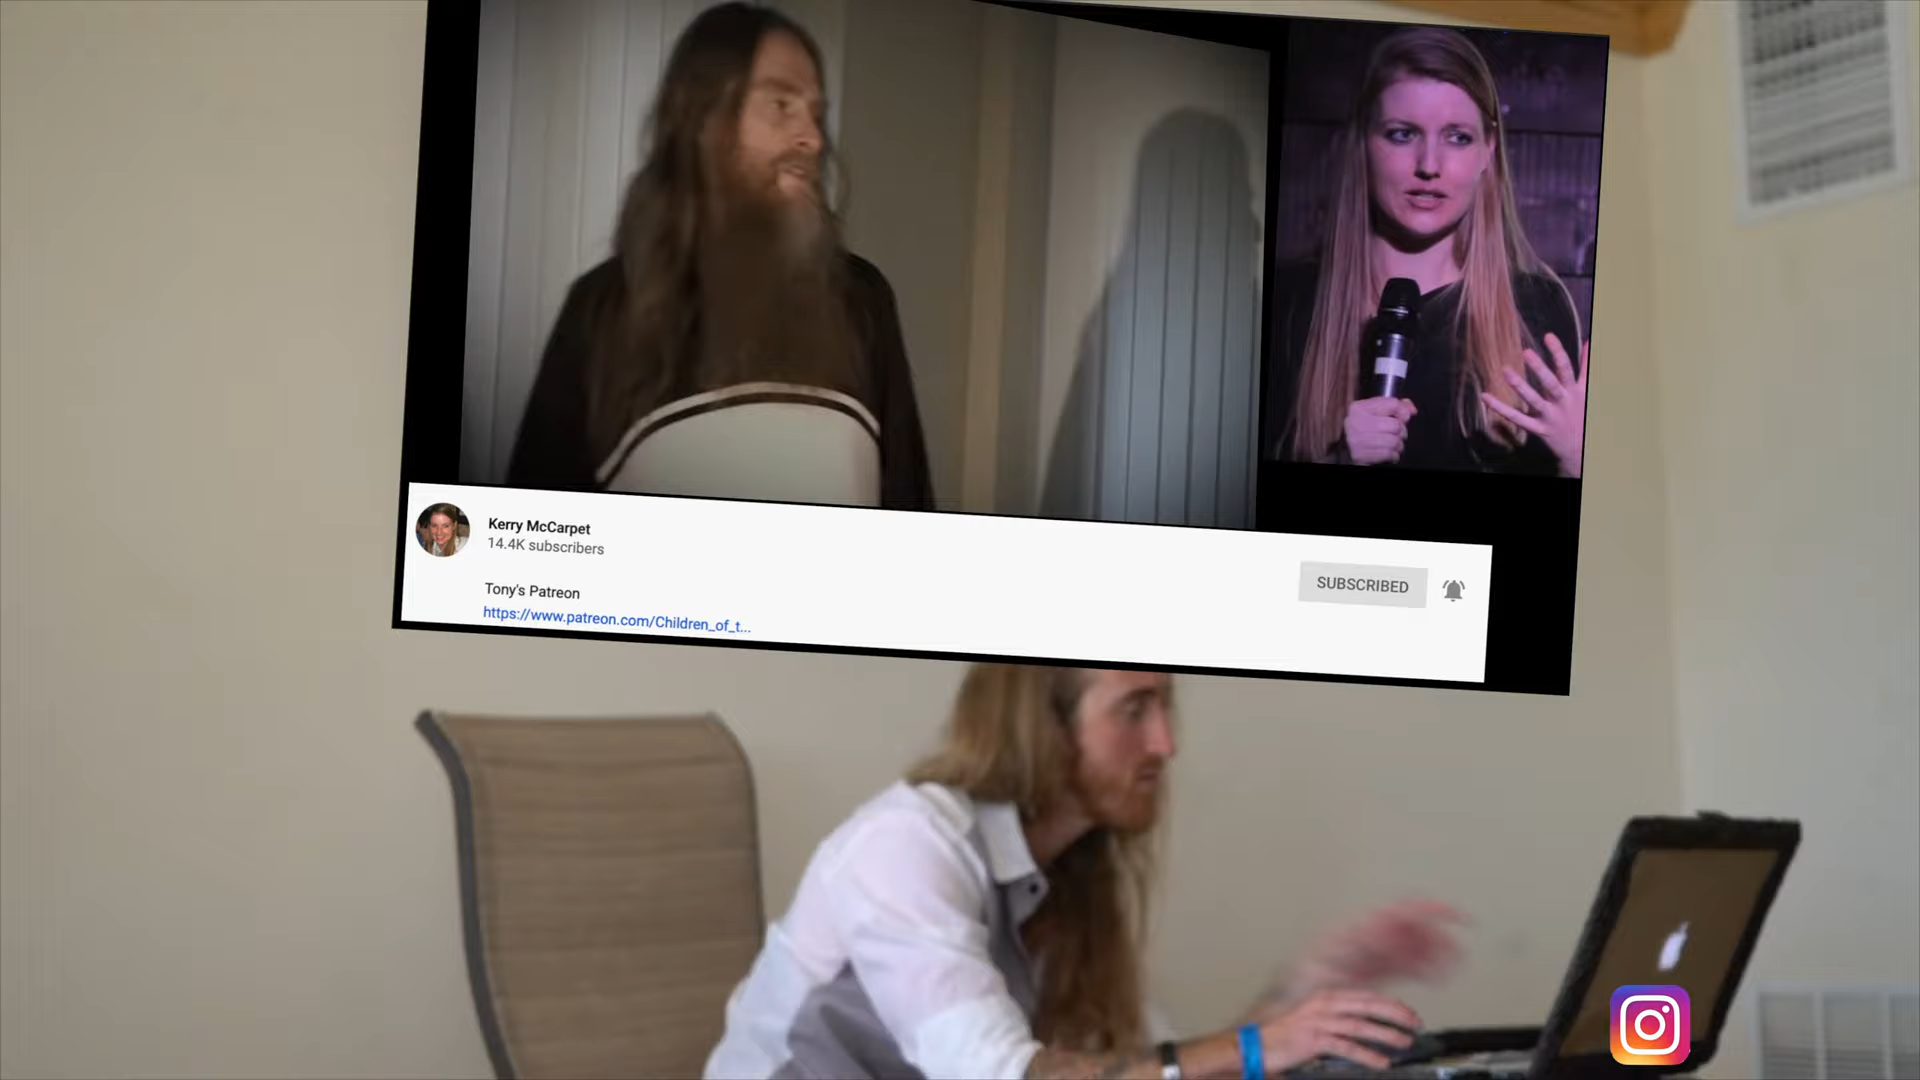 Kerry McCarpet
14.4K subscribers
SUBSCRIBED
Tony's Patreon
https://www.patreon.com/Children_of_t...